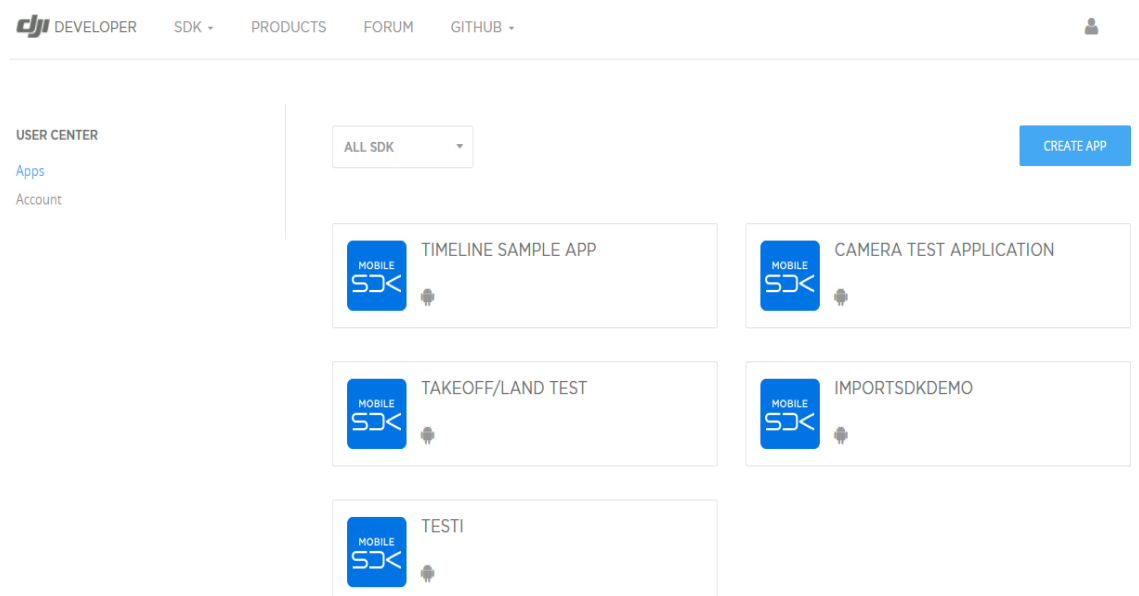 dji DEVELOPER SDK PRODUCTS FORUM GITHUB
USER CENTER
Apps
Account
ALL SDK
CREATE APP
MOBILE
SDK
TIMELINE SAMPLE APP
MOBILE
SDK
CAMERA TEST APPLICATION
MOBILE
SDK
TAKEOFF/LAND TEST
MOBILE
SDK
IMPORTSDKDEMO
MOBILE
SDK
TESTI